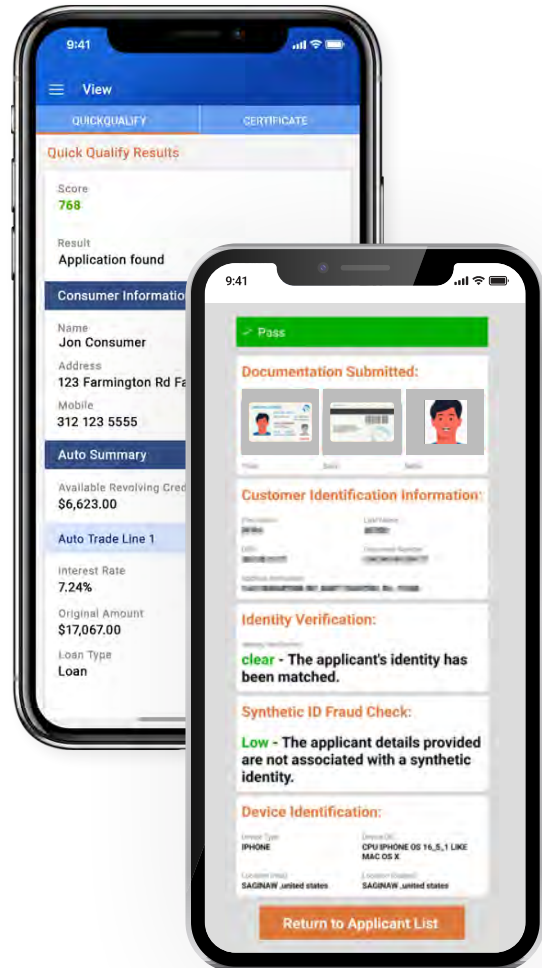 9:41
View
QUICKQUALIFY
CERTIFICATE
Quick Qualify Results
Score
768
Result
Application found
Consumer Informatio
Name
Jon Consumer
Address
123 Farmington Rd Fa
Mobile
312 123 5555
Auto Summary
Available Revolving Cred
$6,623.00
Auto Trade Line 1
Interest Rate
7.24%
Original Amount
$17,067.00
Loan Type
Loan
9:41
Pass
Documentation Submitted:
Customer Identification Information:
Identity Verification:
clear - The applicant's identity has
been matched.
Synthetic ID Fraud Check:
Low - The applicant details provided
are not associated with a synthetic
identity.
Device Identification:
Device Type
IPHONE
Device OS
CPU IPHONE OS 16_5_1 LIKE
MAC OS X
SAGINAW ,united states
SAGINAW ,united states
Return to Applicant List